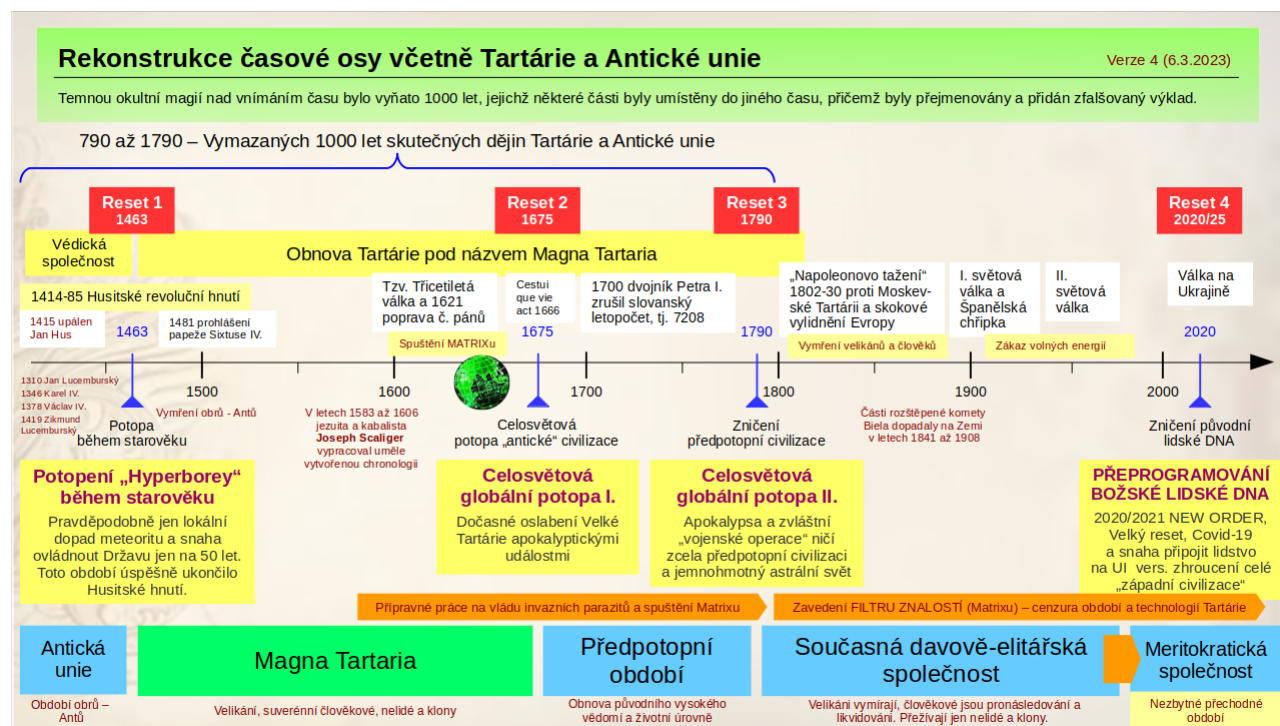 Rekonstrukce časové osy včetně Tartárie a Antické unie
Verze 4 (6.3.2023)
Temnou okultní magií nad vnímáním času bylo vyňato 1000 let, jejichž některé části byly umístěny do jiného času, přičemž byly přejmenovány a přidán zfalšovaný výklad.
790 až 1790 – Vymazaných 1000 let skutečných dějin Tartárie a Antické unie
Reset 1
1463
Reset 2
1675
Reset 3
1790
Reset 4
2020/25
Védická
společnost
Obnova Tartárie pod názvem Magna Tartaria
1414-85 Husitské revoluční hnutí
1415 upálen
Jan Hus
1463
1481 prohlášení
papeže Sixtuse IV.
Tzv. Třicetiletá
válka a 1621
poprava č. pánů
Spuštění MATRIXu
Cestui
que vie
act 1666
1675
1700 dvojník Petra I.
zrušil slovanský
letopočet, tj. 7208
1790
„Napoleonovo tažení“
1802-30 proti Moskev-
ské Tartárii a skokové
vylidnění Evropy
Vymření velikánů a člověků
I. světová
válka a
Španělská
chřipka
II.
světová
válka
Zákaz volných energií
Válka na
Ukrajině
2020
1500
1600
1700
1800
1900
2000
1310 Jan Lucemburský
1346 Karel IV.
1378 Václav IV.
1419 Zikmund
Lucemburský
Vymření obrů - Antů
Potopa
během starověku
V letech 1583 až 1606
jezuita a kabalista
Joseph Scaliger
vypracoval uměle
vytvořenou chronologii
Celosvětová
potopa „antické“ civilizace
Zničení
předpotopní civilizace
Části rozštěpené komety
Biela dopadaly na Zemi
v letech 1841 až 1908
Zničení původní
lidské DNA
Potopení „Hyperborey“
během starověku
Pravděpodobně jen lokální
dopad meteoritu a snaha
ovládnout Državu jen na 50 let.
Toto období úspěšně ukončilo
Husitské hnutí.
Celosvětová
globální potopa I.
Dočasné oslabení Velké
Tartárie apokalyptickými
událostmi
Celosvětová
globální potopa II.
Apokalypsa a zvláštní
„vojenské operace“ ničí
zcela předpotopní civilizaci
a jemnohmotný astrální svět
PŘEPROGRAMOVÁNÍ
BOŽSKÉ LIDSKÉ DNA
2020/2021 NEW ORDER,
Velký reset, Covid-19
a snaha připojit lidstvo
na UI vers. zhroucení celé
„západní civilizace“
Přípravné práce na vládu invazních parazitů a spuštění Matrixu
Zavedení FILTRU ZNALOSTÍ (Matrixu) – cenzura období a technologií Tartárie
Antická
unie
Magna Tartaria
Předpotopní
období
Současná davově-elitářská
společnost
Meritokratická
společnost
Období obrů –
Antů
Velikáni, suverénní člověkové, nelidé a klony
Obnova původního vysokého
vědomí a životní úrovně
Velikáni vymírají, člověkové jsou pronásledováni a
likvidováni. Přežívají jen nelidé a klony.
Nezbytné přechodné
období